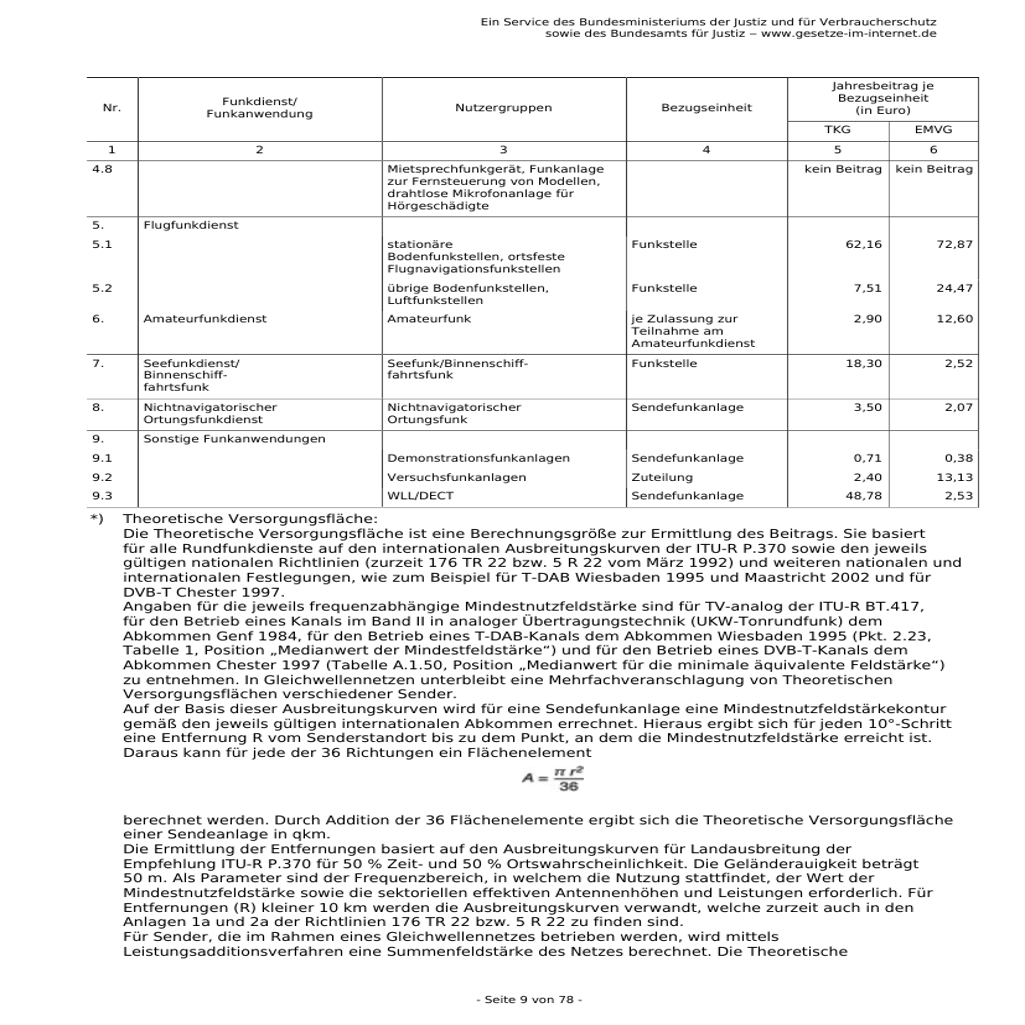 Ein Service des Bundesministeriums der Justiz und für Verbraucherschutz
sowie des Bundesamts für Justiz – www.gesetze-im-internet.de
Nr.
Funkdienst/
Funkanwendung
Nutzergruppen
Bezugseinheit
Jahresbeitrag je
Bezugseinheit
(in Euro)
TKG EMVG
1 2 3 4 5 6
4.8 Mietsprechfunkgerät, Funkanlage kein Beitrag kein Beitrag
zur Fernsteuerung von Modellen,
drahtlose Mikrofonanlage für
Hörgeschädigte
5. Flugfunkdienst
5.1 stationäre Funkstelle 62,16 72,87
Bodenfunkstellen, ortsfeste
Flugnavigationsfunkstellen
5.2 übrige Bodenfunkstellen, Funkstelle 7,51 24,47
Luftfunkstellen
6. Amateurfunkdienst Amateurfunk je Zulassung zur 2,90 12,60
Teilnahme am
Amateurfunkdienst
7. Seefunkdienst/ Seefunk/Binnenschiff- Funkstelle 18,30 2,52
Binnenschiff- fahrtsfunk
fahrtsfunk
8. Nichtnavigatorischer Nichtnavigatorischer Sendefunkanlage 3,50 2,07
Ortungsfunkdienst Ortungsfunk
9. Sonstige Funkanwendungen
9.1 Demonstrationsfunkanlagen Sendefunkanlage 0,71 0,38
9.2 Versuchsfunkanlagen Zuteilung 2,40 13,13
9.3 WLL/DECT Sendefunkanlage 48,78 2,53
*) Theoretische Versorgungsfläche:
Die Theoretische Versorgungsfläche ist eine Berechnungsgröße zur Ermittlung des Beitrags. Sie basiert
für alle Rundfunkdienste auf den internationalen Ausbreitungskurven der ITU-R P.370 sowie den jeweils
gültigen nationalen Richtlinien (zurzeit 176 TR 22 bzw. 5 R 22 vom März 1992) und weiteren nationalen und
internationalen Festlegungen, wie zum Beispiel für T-DAB Wiesbaden 1995 und Maastricht 2002 und für
DVB-T Chester 1997.
Angaben für die jeweils frequenzabhängige Mindestnutzfeldstärke sind für TV-analog der ITU-R BT.417,
für den Betrieb eines Kanals im Band II in analoger Übertragungstechnik (UKW-Tonrundfunk) dem
Abkommen Genf 1984, für den Betrieb eines T-DAB-Kanals dem Abkommen Wiesbaden 1995 (Pkt. 2.23,
Tabelle 1, Position „Medianwert der Mindestfeldstärke“) und für den Betrieb eines DVB-T-Kanals dem
Abkommen Chester 1997 (Tabelle A.1.50, Position „Medianwert für die minimale äquivalente Feldstärke“)
zu entnehmen. In Gleichwellennetzen unterbleibt eine Mehrfachveranschlagung von Theoretischen
Versorgungsflächen verschiedener Sender.
Auf der Basis dieser Ausbreitungskurven wird für eine Sendefunkanlage eine Mindestnutzfeldstärkekontur
gemäß den jeweils gültigen internationalen Abkommen errechnet. Hieraus ergibt sich für jeden 10°-Schritt
eine Entfernung R vom Senderstandort bis zu dem Punkt, an dem die Mindestnutzfeldstärke erreicht ist.
Daraus kann für jede der 36 Richtungen ein Flächenelement
A = π r² / 36
berechnet werden. Durch Addition der 36 Flächenelemente ergibt sich die Theoretische Versorgungsfläche
einer Sendeanlage in qkm.
Die Ermittlung der Entfernungen basiert auf den Ausbreitungskurven für Landausbreitung der
Empfehlung ITU-R P.370 für 50 % Zeit- und 50 % Ortswahrscheinlichkeit. Die Geländerauigkeit beträgt
50 m. Als Parameter sind der Frequenzbereich, in welchem die Nutzung stattfindet, der Wert der
Mindestnutzfeldstärke sowie die sektoriellen effektiven Antennenhöhen und Leistungen erforderlich. Für
Entfernungen (R) kleiner 10 km werden die Ausbreitungskurven verwandt, welche zurzeit auch in den
Anlagen 1a und 2a der Richtlinien 176 TR 22 bzw. 5 R 22 zu finden sind.
Für Sender, die im Rahmen eines Gleichwellennetzes betrieben werden, wird mittels
Leistungsadditionsverfahren eine Summenfeldstärke des Netzes berechnet. Die Theoretische
- Seite 9 von 78 -